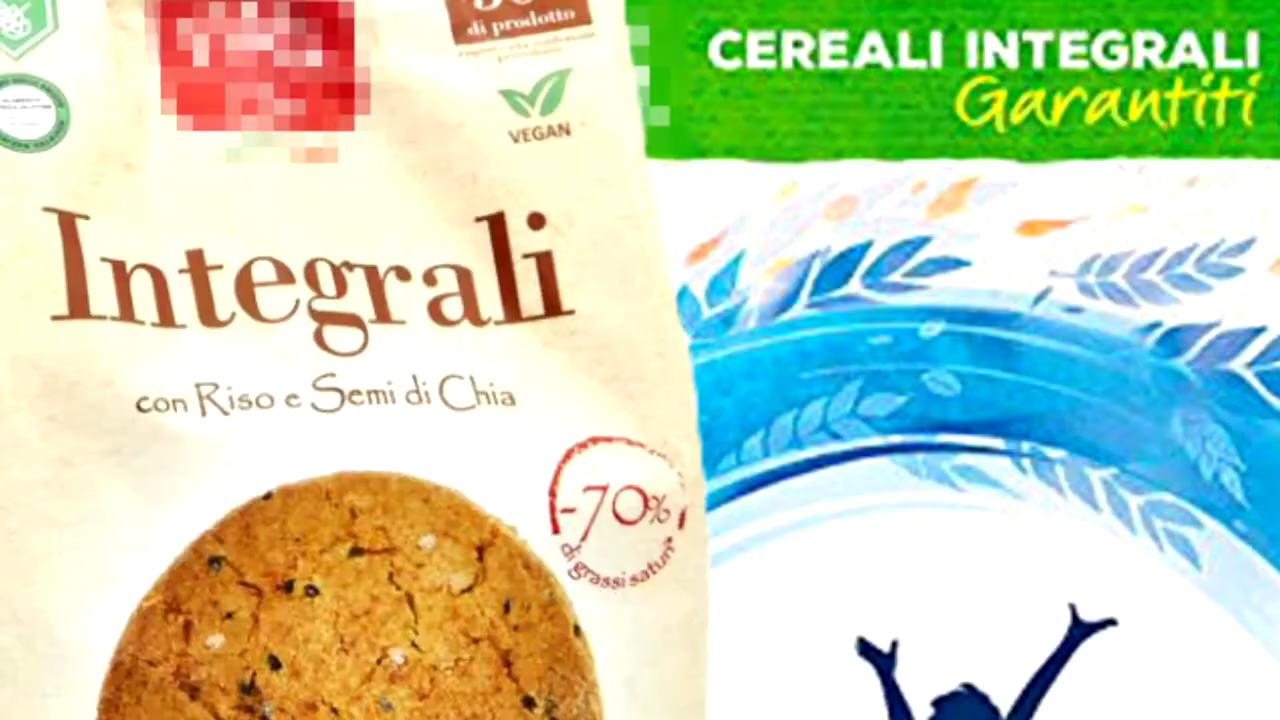 di prodotto
VEGAN
Integrali
con Riso e Semi di Chia
-70%
di grassi saturi*
CEREALI INTEGRALI
Garantiti